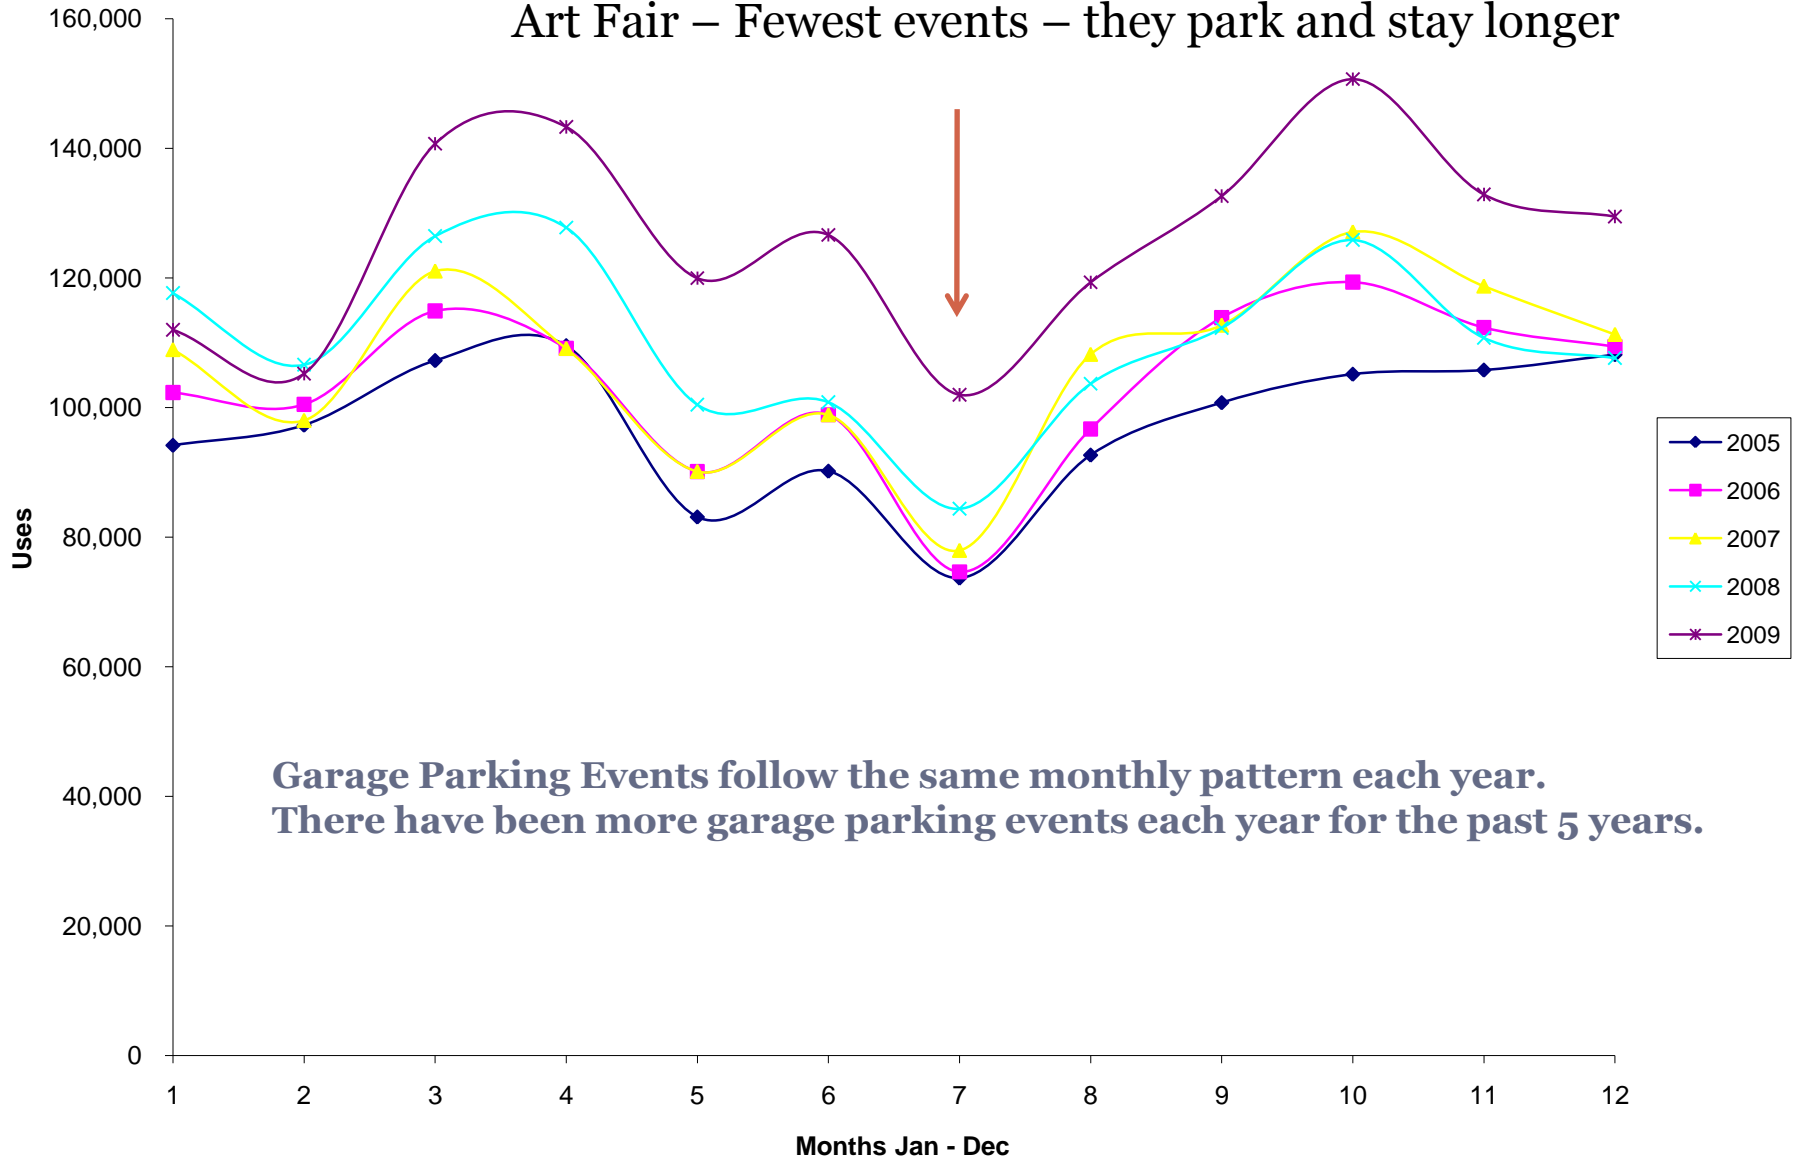 Art Fair – Fewest events – they park and stay longer
160,000
140,000
120,000
100,000
80,000
60,000
40,000
20,000
0
Uses
2005
2006
2007
2008
2009
Garage Parking Events follow the same monthly pattern each year.
There have been more garage parking events each year for the past 5 years.
1 2 3 4 5 6 7 8 9 10 11 12
Months Jan - Dec